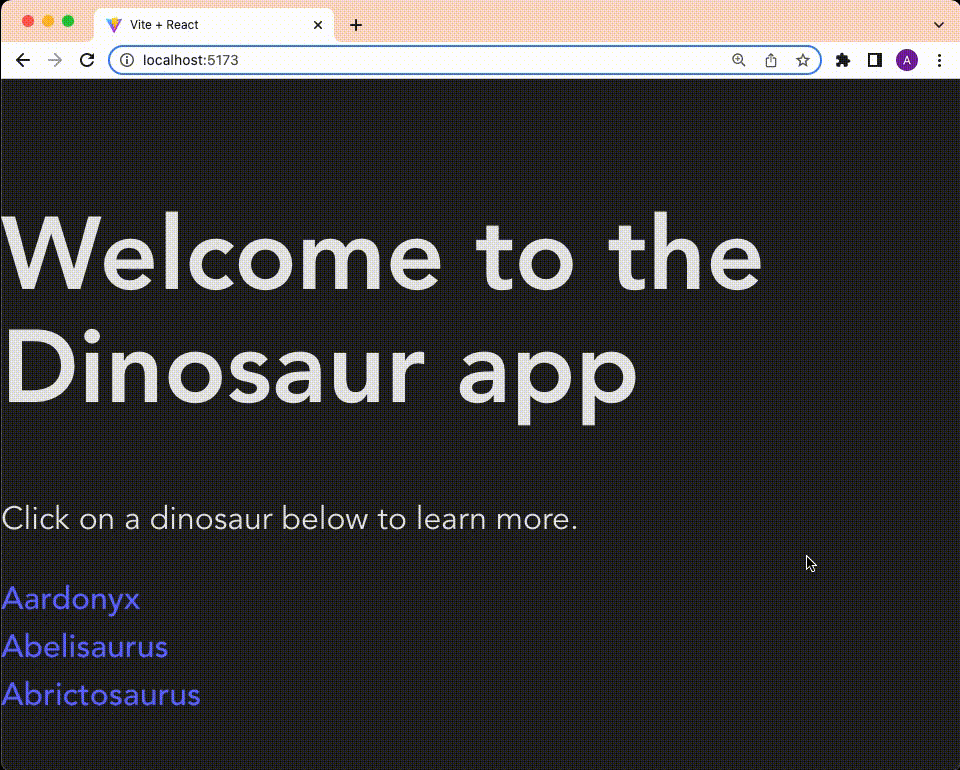 Vite + React
localhost:5173
A
Welcome to the
Dinosaur app
Click on a dinosaur below to learn more.
Aardonyx
Abelisaurus
Abrictosaurus